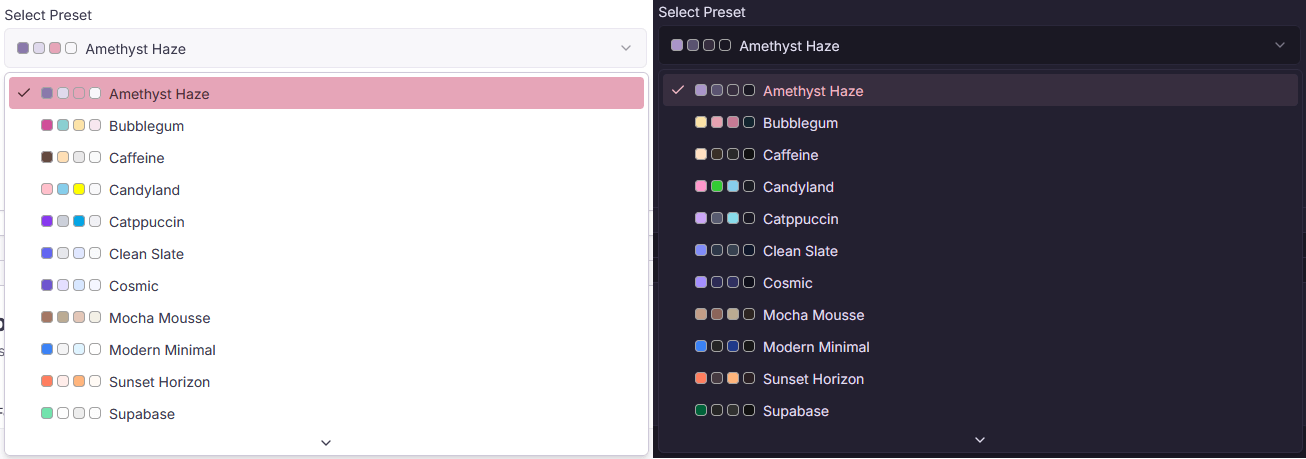 Select Preset
Amethyst Haze
Amethyst Haze
Bubblegum
Caffeine
Candyland
Catppuccin
Clean Slate
Cosmic
Mocha Mousse
Modern Minimal
Sunset Horizon
Supabase
Select Preset
Amethyst Haze
Amethyst Haze
Bubblegum
Caffeine
Candyland
Catppuccin
Clean Slate
Cosmic
Mocha Mousse
Modern Minimal
Sunset Horizon
Supabase